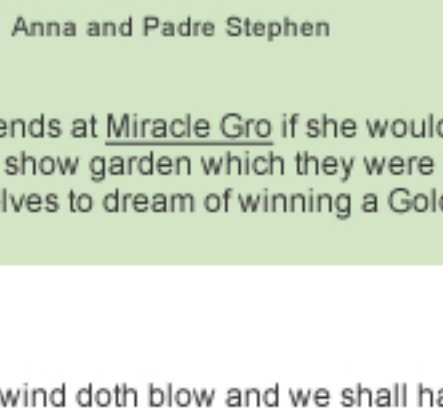 Anna and Padre Stephen
ends at Miracle Gro if she would
show garden which they were
lves to dream of winning a Gold
wind doth blow and we shall ha